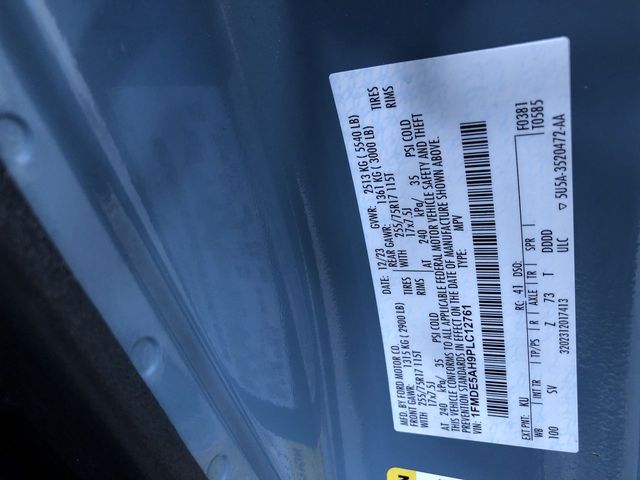 MFD. BY FORD MOTOR CO.
DATE: 12/23 GVWR: 2513 KG ( 5540 LB)
FRONT GAWR: 1315 KG ( 2900 LB) REAR GAWR: 1361 KG ( 3000 LB)
WITH 255/75R17 115T TIRES WITH 255/75R17 115T TIRES
17x7.5J RIMS 17x7.5J RIMS
AT 240 kPa/ 35 PSI COLD AT 240 kPa/ 35 PSI COLD
THIS VEHICLE CONFORMS TO ALL APPLICABLE FEDERAL MOTOR VEHICLE SAFETY AND THEFT
PREVENTION STANDARDS IN EFFECT ON THE DATE OF MANUFACTURE SHOWN ABOVE.
VIN: 1FMDE5AH9PLC12761 TYPE: MPV
F0381
T0585
EXT PNT: KU RC: 41 DSO:
WB INT TR TP/PS R AXLE TR SPR
100 SV Z 73 T DODD
ULC
3202312017413 ▽ 5U5A-3520472-AA